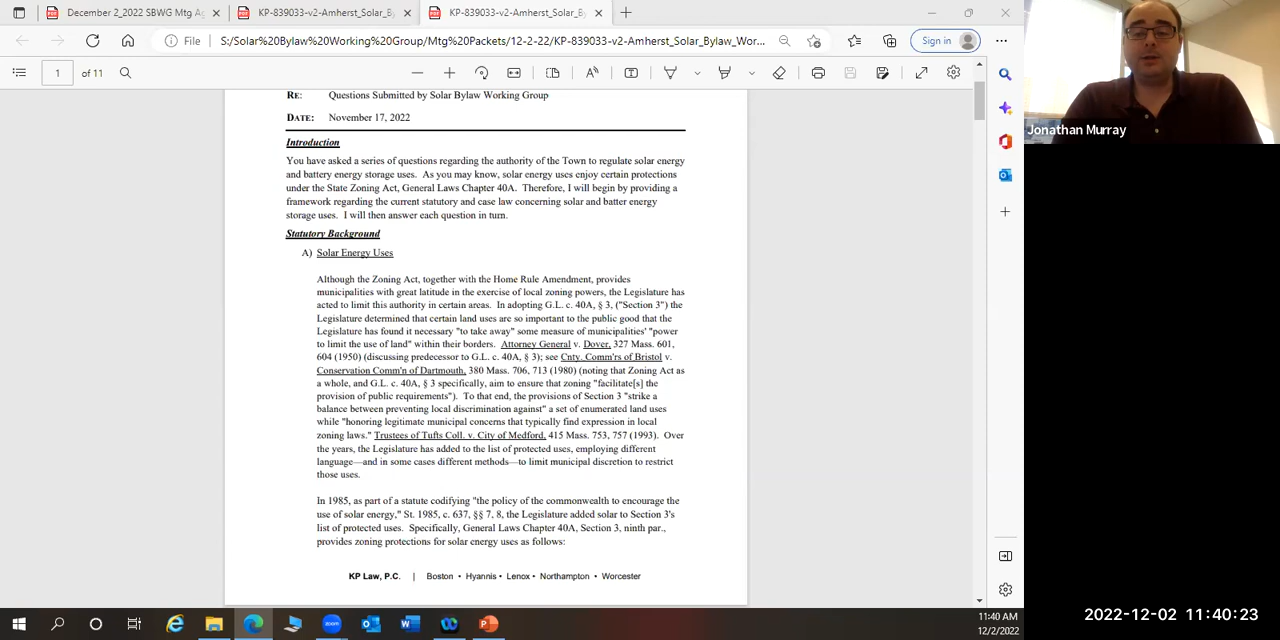 December 2_2022 SBWG Mtg Ag
KP-839033-v2-Amherst_Solar_By
KP-839033-v2-Amherst_Solar_By
File
S:/Solar%20Bylaw%20Working%20Group/Mtg%20Packets/12-2-22/KP-839033-v2-Amherst_Solar_Bylaw_Wor...
Sign in
1 of 11
RE: Questions Submitted by Solar Bylaw Working Group
DATE: November 17, 2022
Introduction
You have asked a series of questions regarding the authority of the Town to regulate solar energy
and battery energy storage uses. As you may know, solar energy uses enjoy certain protections
under the State Zoning Act, General Laws Chapter 40A. Therefore, I will begin by providing a
framework regarding the current statutory and case law concerning solar and batter energy
storage uses. I will then answer each question in turn.
Statutory Background
A) Solar Energy Uses
Although the Zoning Act, together with the Home Rule Amendment, provides
municipalities with great latitude in the exercise of local zoning powers, the Legislature has
acted to limit this authority in certain areas. In adopting G.L. c. 40A, § 3, ("Section 3") the
Legislature determined that certain land uses are so important to the public good that the
Legislature has found it necessary "to take away" some measure of municipalities' "power
to limit the use of land" within their borders. Attorney General v. Dover, 327 Mass. 601,
604 (1950) (discussing predecessor to G.L. c. 40A, § 3); see Cnty. Comm'rs of Bristol v.
Conservation Comm'n of Dartmouth, 380 Mass. 706, 713 (1980) (noting that Zoning Act as
a whole, and G.L. c. 40A, § 3 specifically, aim to ensure that zoning "facilitate[s] the
provision of public requirements"). To that end, the provisions of Section 3 "strike a
balance between preventing local discrimination against" a set of enumerated land uses
while "honoring legitimate municipal concerns that typically find expression in local
zoning laws." Trustees of Tufts Coll. v. City of Medford, 415 Mass. 753, 757 (1993). Over
the years, the Legislature has added to the list of protected uses, employing different
language—and in some cases different methods—to limit municipal discretion to restrict
those uses.
In 1985, as part of a statute codifying "the policy of the commonwealth to encourage the
use of solar energy," St. 1985, c. 637, §§ 7, 8, the Legislature added solar to Section 3's
list of protected uses. Specifically, General Laws Chapter 40A, Section 3, ninth par.,
provides zoning protections for solar energy uses as follows:
KP Law, P.C. | Boston • Hyannis • Lenox • Northampton • Worcester
Jonathan Murray
2022-12-02 11:40:23
11:40 AM
12/2/2022